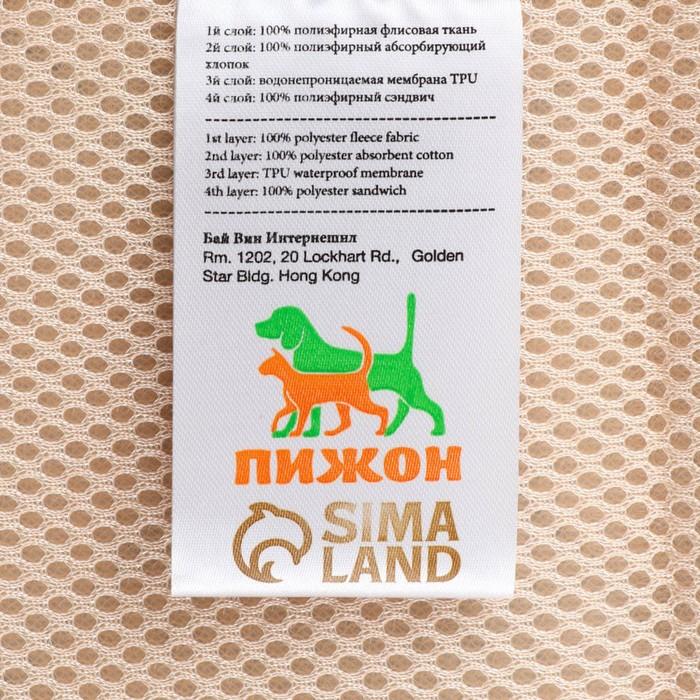 1й слой: 100% полиэфирная флисовая ткань
2й слой: 100% полиэфирный абсорбирующий
хлопок
3й слой: водонепроницаемая мембрана TPU
4й слой: 100% полиэфирный сэндвич
1st layer: 100% polyester fleece fabric
2nd layer: 100% polyester absorbent cotton
3rd layer: TPU waterproof membrane
4th layer: 100% polyester sandwich
Бай Вин Интернешнл
Rm. 1202, 20 Lockhart Rd., Golden
Star Bldg. Hong Kong
ПИЖОН
SIMA
LAND